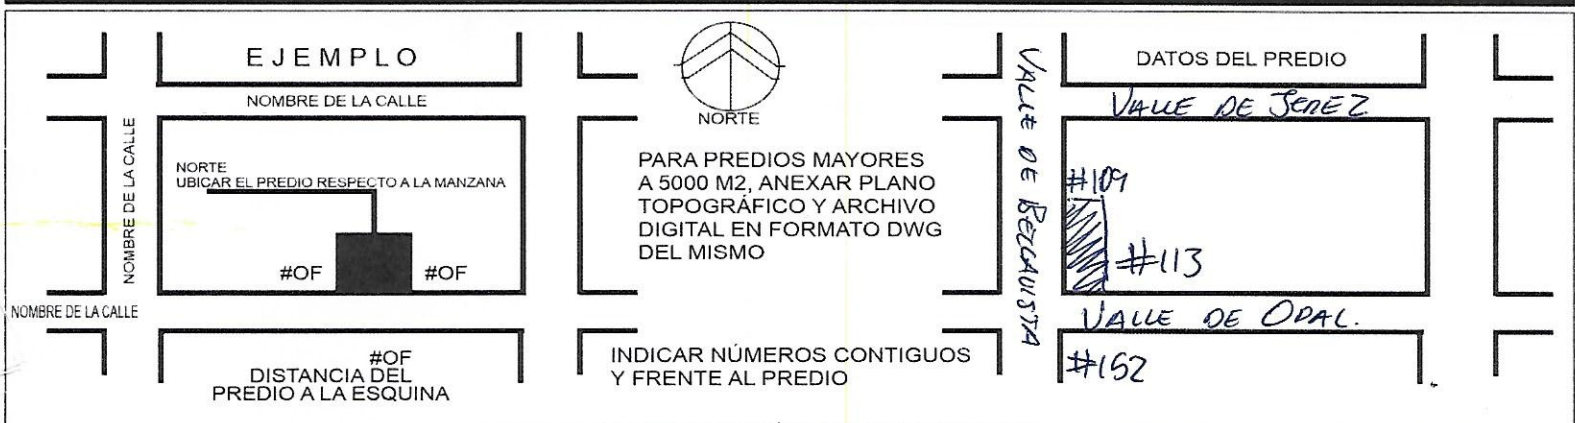 EJEMPLO
NOMBRE DE LA CALLE
NOMBRE DE LA CALLE
NORTE
UBICAR EL PREDIO RESPECTO A LA MANZANA
#OF
#OF
NOMBRE DE LA CALLE
#OF
DISTANCIA DEL
PREDIO A LA ESQUINA
NORTE
PARA PREDIOS MAYORES
A 5000 M2, ANEXAR PLANO
TOPOGRÁFICO Y ARCHIVO
DIGITAL EN FORMATO DWG
DEL MISMO
INDICAR NÚMEROS CONTIGUOS
Y FRENTE AL PREDIO
DATOS DEL PREDIO
VALLE DE JEREZ
VALLE DE BELLAVISTA
#109
#113
VALLE DE OPAL.
#152